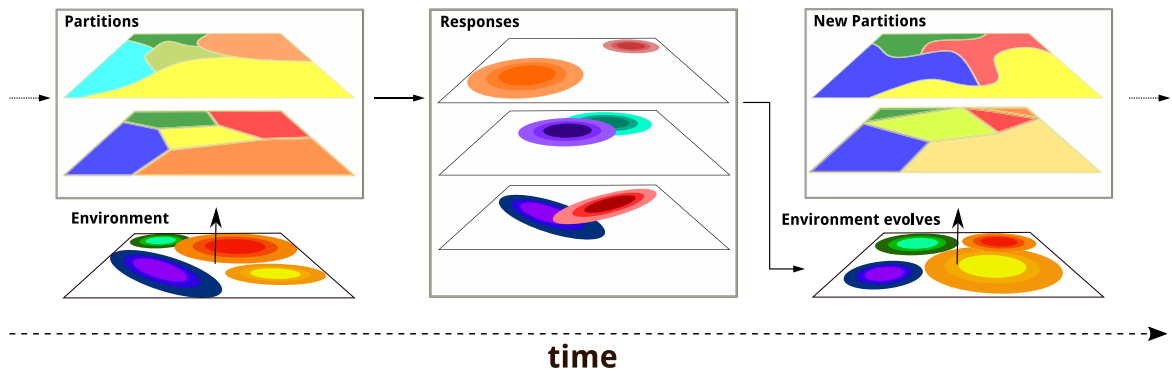 Partitions
Responses
New Partitions
Environment
Environment evolves
time